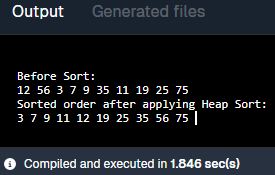 Output Generated files
Before Sort:
12 56 3 7 9 35 11 19 25 75
Sorted order after applying Heap Sort:
3 7 9 11 12 19 25 35 56 75
Compiled and executed in 1.846 sec(s)